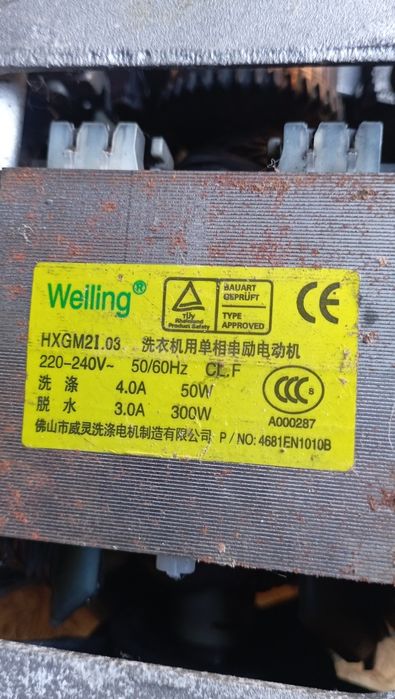 Welling®
TÜV
Rheinland
Product Safety
BAUART
GEPRÜFT
TYPE
APPROVED
CE
HXGM2I.03 洗衣机用单相串励电动机
220-240V~ 50/60Hz CL.F
洗涤 4.0A 50W
脱水 3.0A 300W
CCC S
A000287
佛山市威灵洗涤电机制造有限公司 P/NO:4681EN1010B